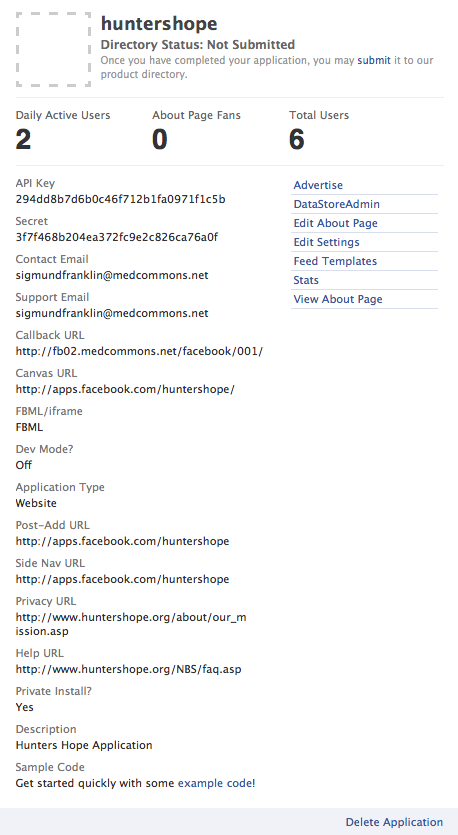 huntershope
Directory Status: Not Submitted
Once you have completed your application, you may submit it to our
product directory.
Daily Active Users
2
About Page Fans
0
Total Users
6
API Key
294dd8b7d6b0c46f712b1fa0971f1c5b
Secret
3f7f468b204ea372fc9e2c826ca76a0f
Contact Email
sigmundfranklin@medcommons.net
Support Email
sigmundfranklin@medcommons.net
Callback URL
http://fb02.medcommons.net/facebook/001/
Canvas URL
http://apps.facebook.com/huntershope/
FBML/iframe
FBML
Dev Mode?
Off
Application Type
Website
Post-Add URL
http://apps.facebook.com/huntershope
Side Nav URL
http://apps.facebook.com/huntershope
Privacy URL
http://www.huntershope.org/about/our_m
ission.asp
Help URL
http://www.huntershope.org/NBS/faq.asp
Private Install?
Yes
Description
Hunters Hope Application
Sample Code
Get started quickly with some example code!
Advertise
DataStoreAdmin
Edit About Page
Edit Settings
Feed Templates
Stats
View About Page
Delete Application